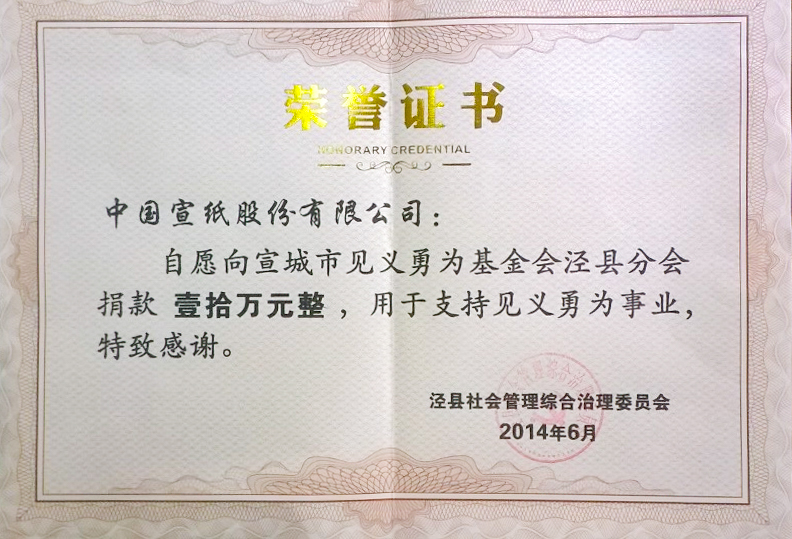 荣誉证书
HONORARY CREDENTIAL
中国宣纸股份有限公司：
自愿向宣城市见义勇为基金会泾县分会
捐款 壹拾万元整 ，用于支持见义勇为事业，
特致感谢。
泾县社会管理综合治理委员会
2014年6月